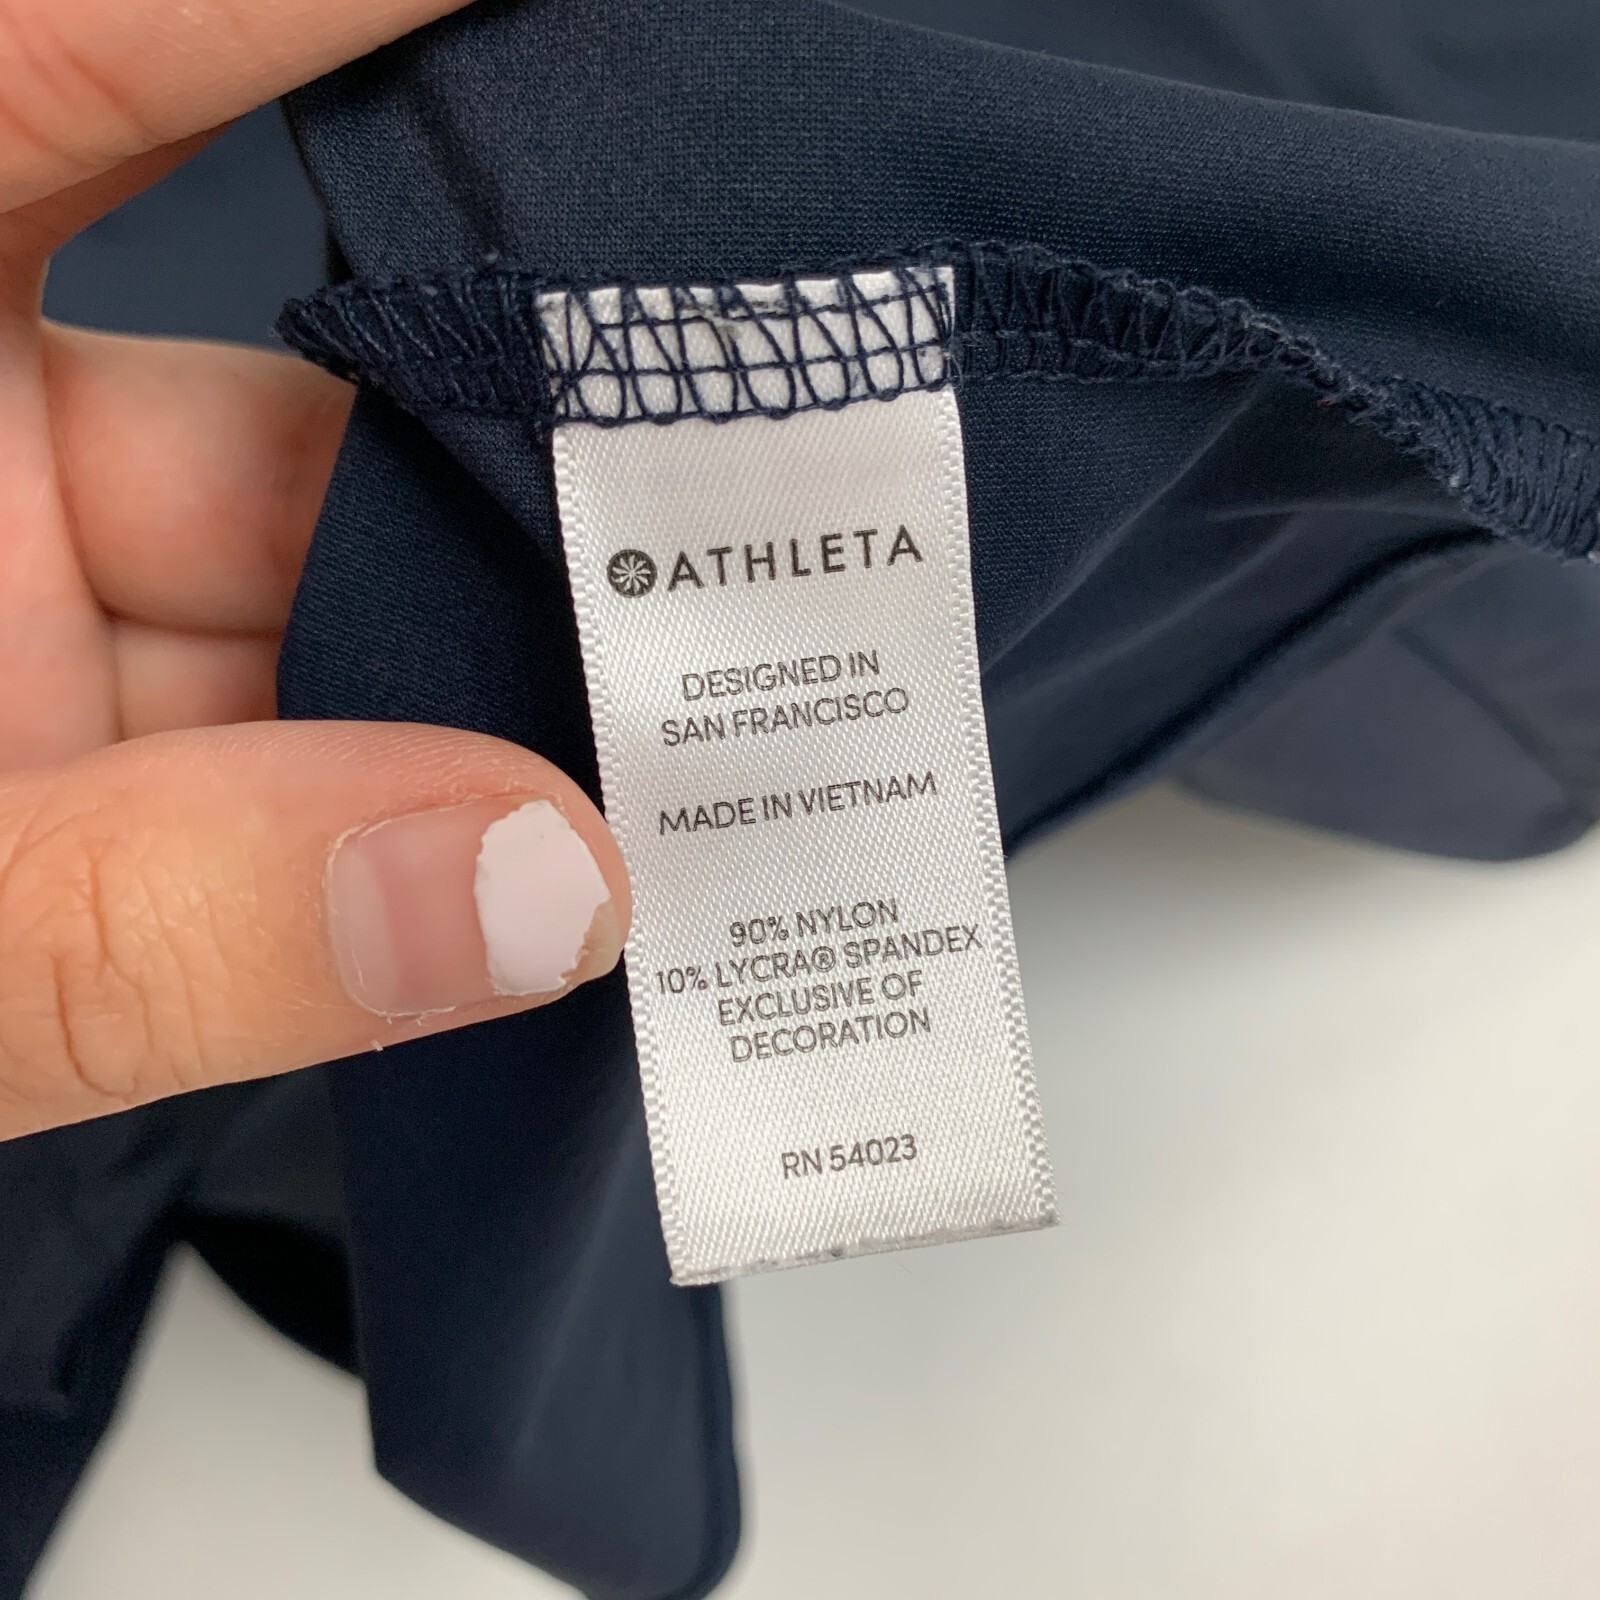 ATHLETA
DESIGNED IN
SAN FRANCISCO
MADE IN VIETNAM
90% NYLON
10% LYCRA® SPANDEX
EXCLUSIVE OF
DECORATION
RN 54023